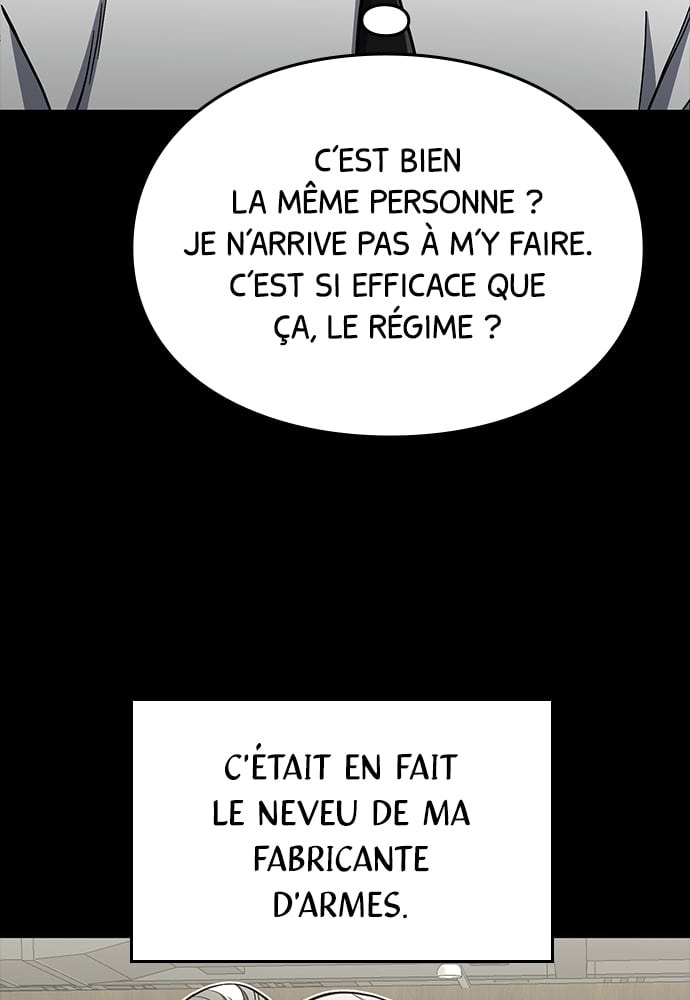 C'EST BIEN
LA MÊME PERSONNE ?
JE N'ARRIVE PAS À M'Y FAIRE.
C'EST SI EFFICACE QUE
ÇA, LE RÉGIME ?
C'ÉTAIT EN FAIT
LE NEVEU DE MA
FABRICANTE
D'ARMES.